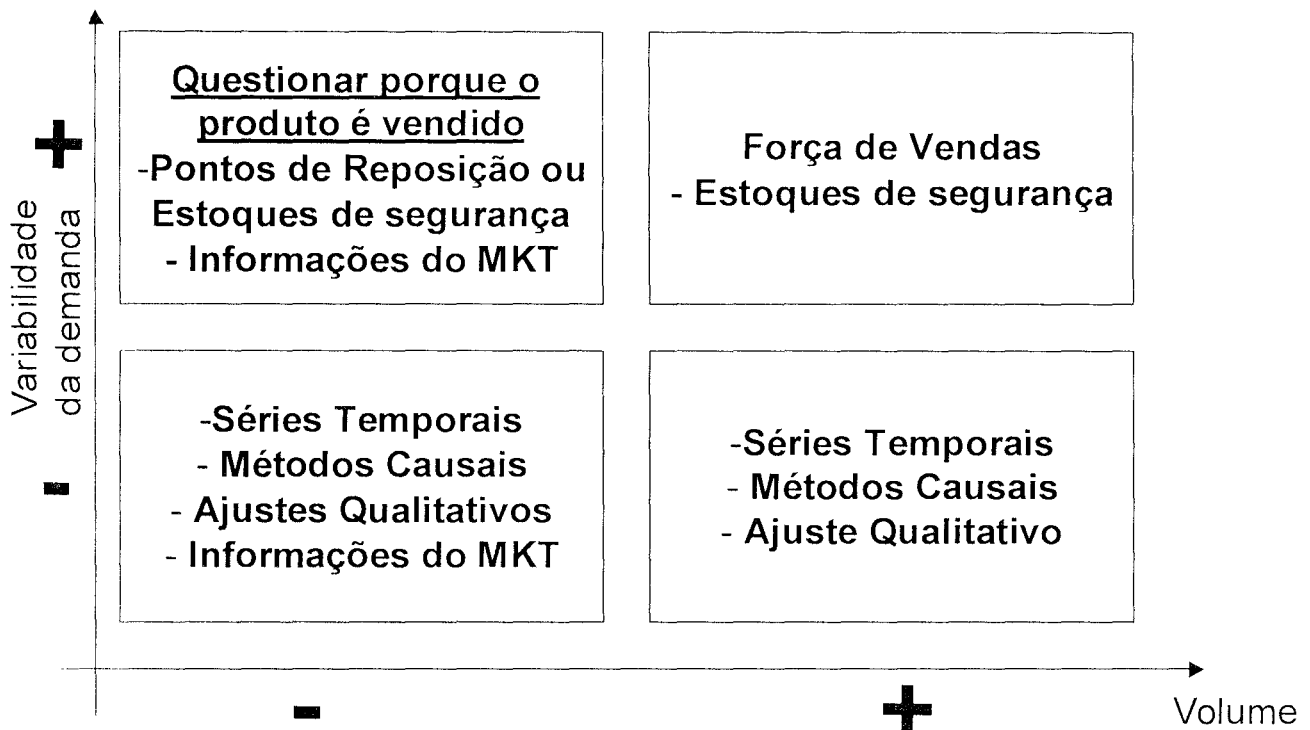 Questionar porque o
produto é vendido
-Pontos de Reposição ou
Estoques de segurança
- Informações do MKT
Força de Vendas
- Estoques de segurança
+
Variabilidade
da demanda
-
-Séries Temporais
- Métodos Causais
- Ajustes Qualitativos
- Informações do MKT
-Séries Temporais
- Métodos Causais
- Ajuste Qualitativo
-
+
Volume